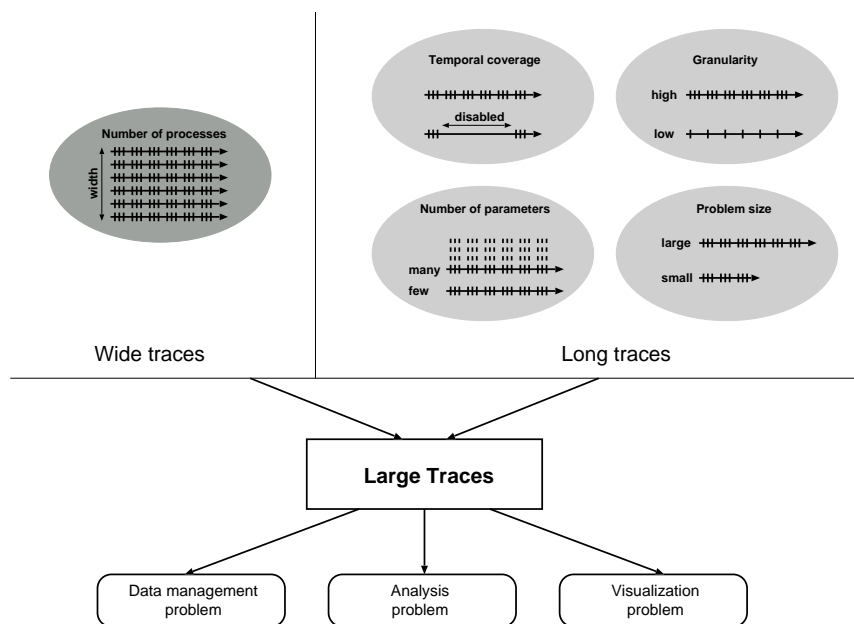 Number of processes
width
Wide traces
Temporal coverage
disabled
Granularity
high
low
Number of parameters
many
few
Problem size
large
small
Long traces
Large Traces
Data management
problem
Analysis
problem
Visualization
problem